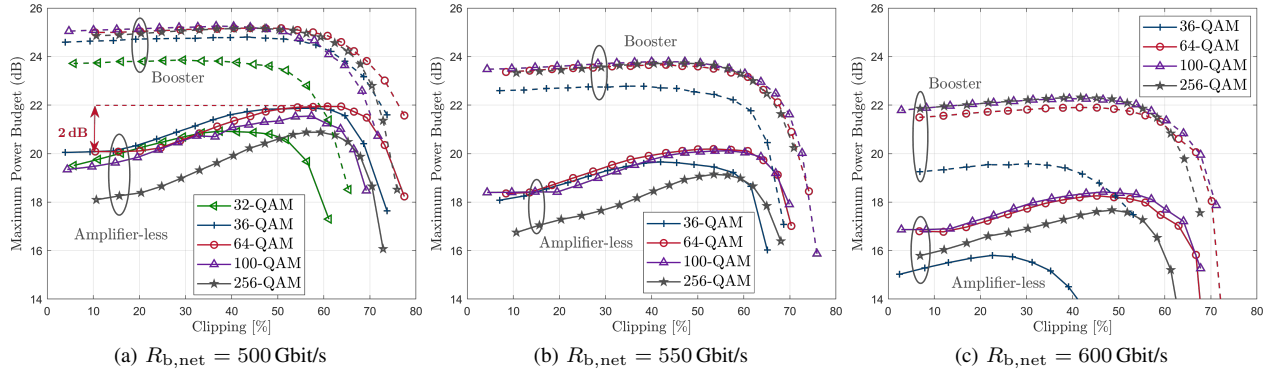 26
24
22
20
18
16
14
Maximum Power Budget (dB)
Booster
2 dB
Amplifier-less
32-QAM
36-QAM
64-QAM
100-QAM
256-QAM
0 10 20 30 40 50 60 70 80
Clipping [%]
(a) R_b,net = 500 Gbit/s
26
24
22
20
18
16
14
Maximum Power Budget (dB)
Booster
Amplifier-less
36-QAM
64-QAM
100-QAM
256-QAM
0 10 20 30 40 50 60 70 80
Clipping [%]
(b) R_b,net = 550 Gbit/s
26
24
22
20
18
16
14
Maximum Power Budget (dB)
36-QAM
64-QAM
100-QAM
256-QAM
Booster
Amplifier-less
0 10 20 30 40 50 60 70 80
Clipping [%]
(c) R_b,net = 600 Gbit/s